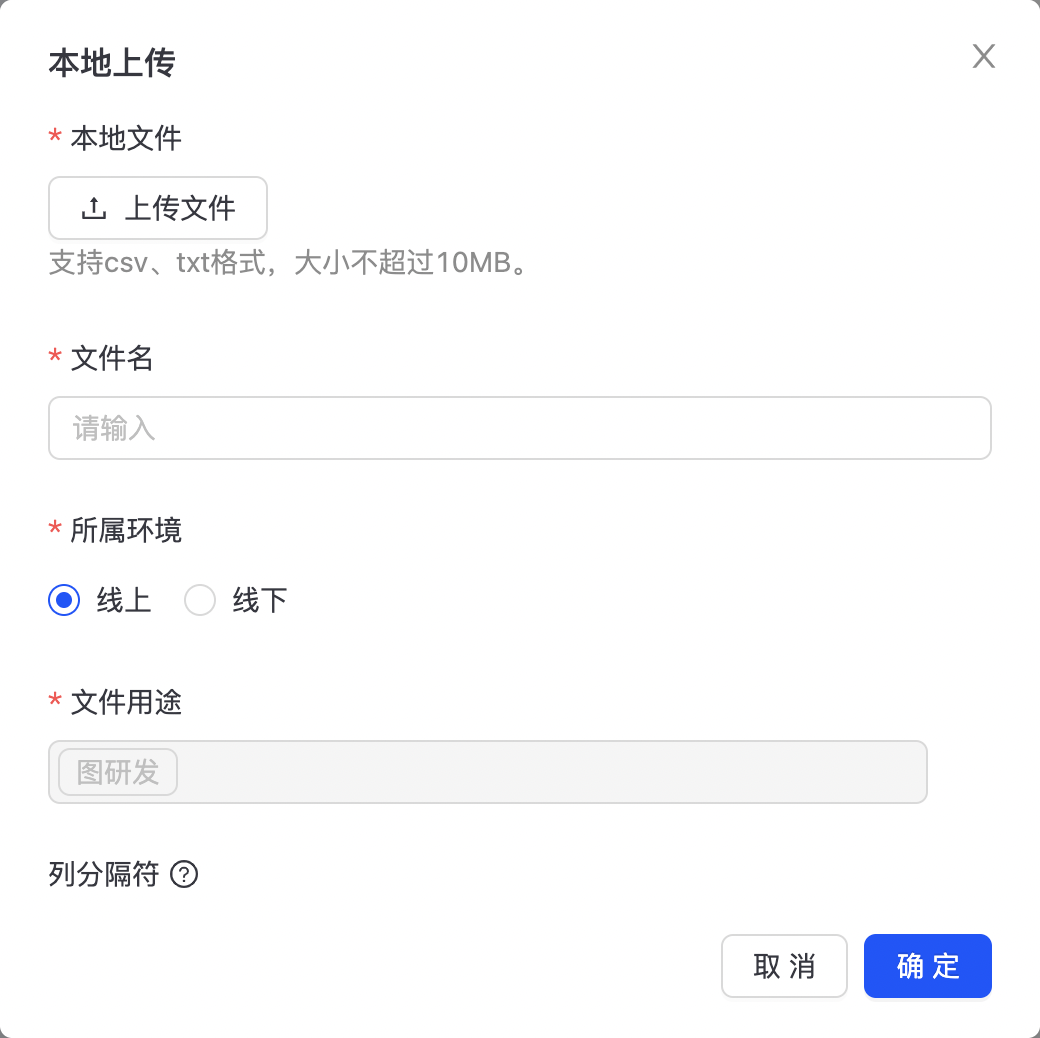 本地上传
* 本地文件
上传文件
支持csv、txt格式，大小不超过10MB。
* 文件名
请输入
* 所属环境
线上 线下
* 文件用途
图研发
列分隔符 ?
取 消 确 定